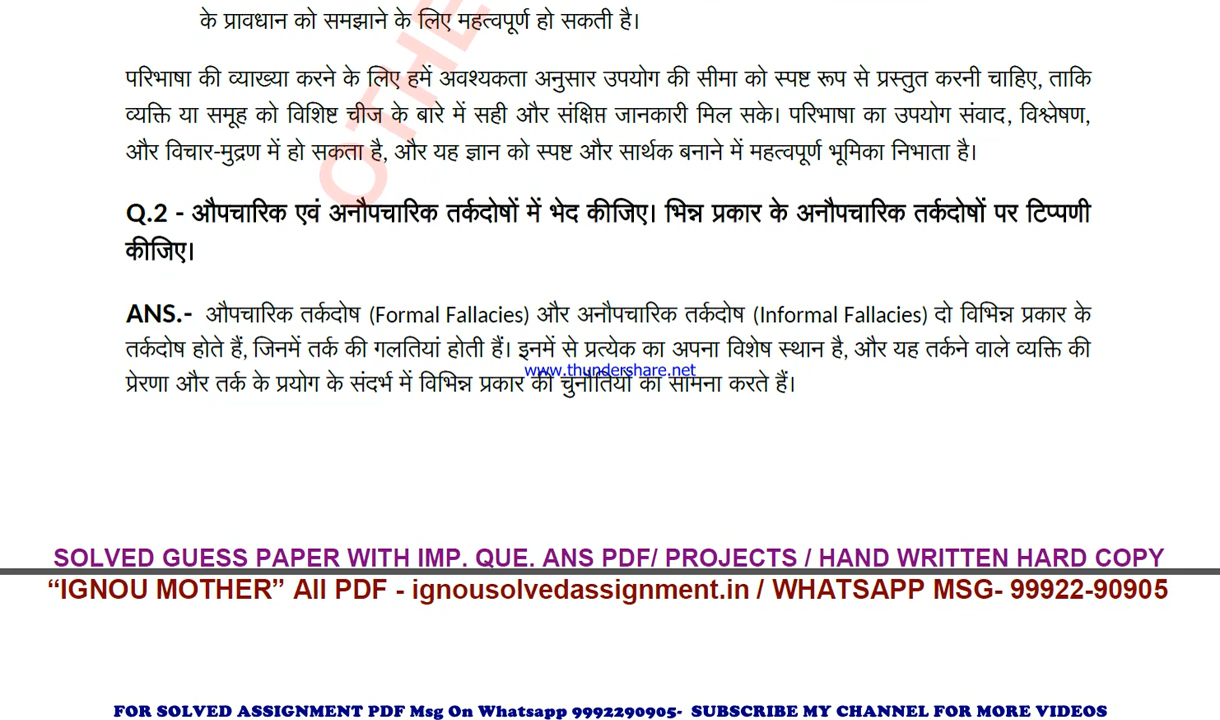 के प्रावधान को समझाने के लिए महत्वपूर्ण हो सकती है।
परिभाषा की व्याख्या करने के लिए हमें अवश्यकता अनुसार उपयोग की सीमा को स्पष्ट रूप से प्रस्तुत करनी चाहिए, ताकि
व्यक्ति या समूह को विशिष्ट चीज के बारे में सही और संक्षिप्त जानकारी मिल सके। परिभाषा का उपयोग संवाद, विश्लेषण,
और विचार-मुद्रण में हो सकता है, और यह ज्ञान को स्पष्ट और सार्थक बनाने में महत्वपूर्ण भूमिका निभाता है।
OTHE
Q.2 - औपचारिक एवं अनौपचारिक तर्कदोषों में भेद कीजिए। भिन्न प्रकार के अनौपचारिक तर्कदोषों पर टिप्पणी
कीजिए।
ANS.- औपचारिक तर्कदोष (Formal Fallacies) और अनौपचारिक तर्कदोष (Informal Fallacies) दो विभिन्न प्रकार के
तर्कदोष होते हैं, जिनमें तर्क की गलतियां होती हैं। इनमें से प्रत्येक का अपना विशेष स्थान है, और यह तर्कने वाले व्यक्ति की
www.thundershare.net
प्रेरणा और तर्क के प्रयोग के संदर्भ में विभिन्न प्रकार की चुनौतियों का सामना करते हैं।
SOLVED GUESS PAPER WITH IMP. QUE. ANS PDF/ PROJECTS / HAND WRITTEN HARD COPY
“IGNOU MOTHER” All PDF - ignousolvedassignment.in / WHATSAPP MSG- 99922-90905
FOR SOLVED ASSIGNMENT PDF Msg On Whatsapp 9992290905- SUBSCRIBE MY CHANNEL FOR MORE VIDEOS